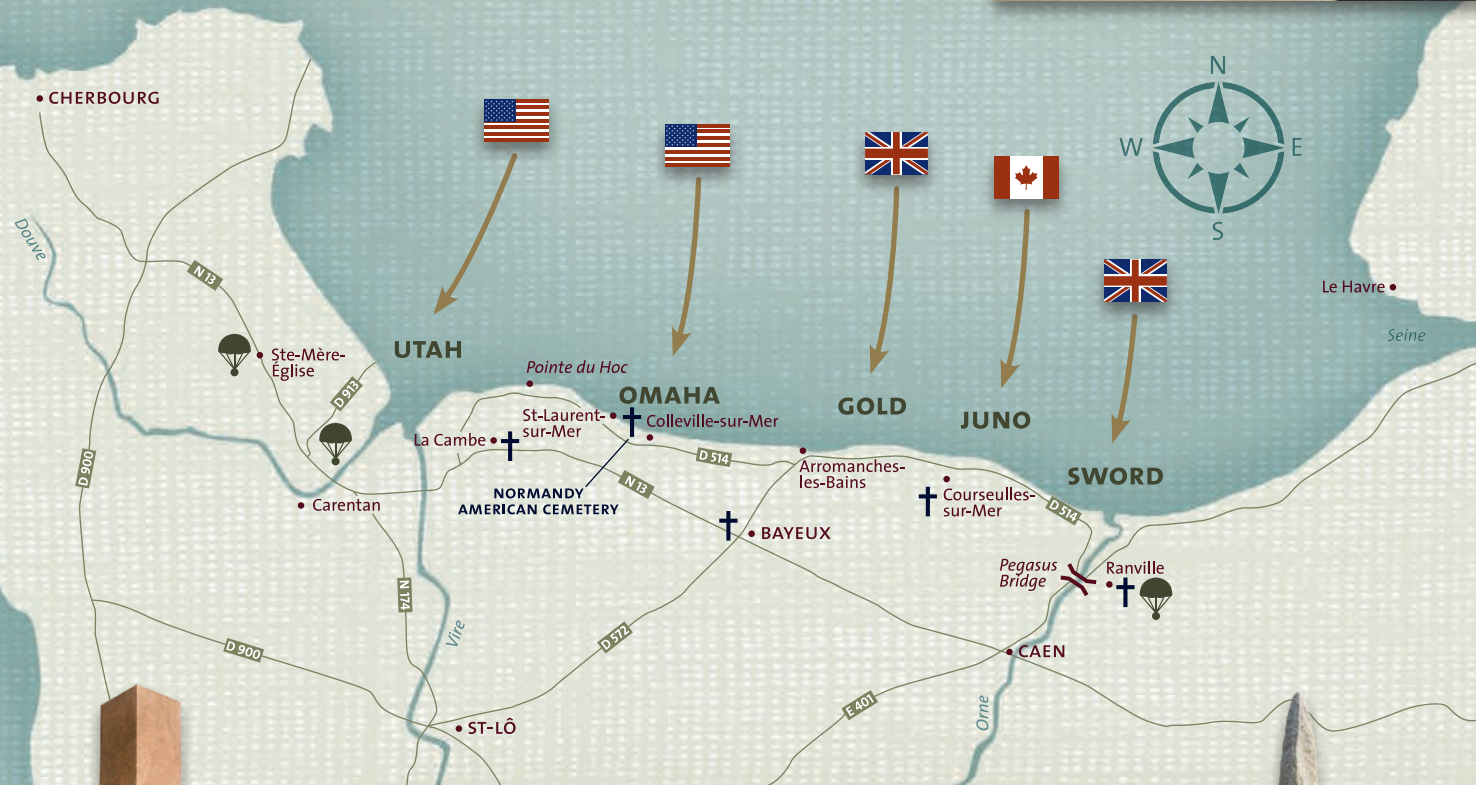 N
W
E
S
CHERBOURG
Douve
N 13
Le Havre
Seine
Ste-Mère-
Église
UTAH
D 913
Pointe du Hoc
OMAHA
GOLD
JUNO
SWORD
St-Laurent-
sur-Mer
Colleville-sur-Mer
La Cambe
D 514
D 900
Carentan
NORMANDY
AMERICAN CEMETERY
N 13
Arromanches-
les-Bains
Courseulles-
sur-Mer
D 514
BAYEUX
Pegasus
Bridge
Ranville
N 174
Vire
D 572
D 900
CAEN
E 401
Orne
ST-LÔ